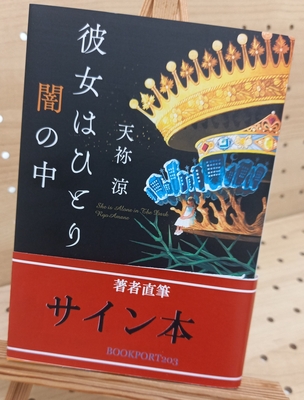 彼女はひとり
闇の中
天祢 涼
She is Alone in The Dark
Ryo Amane
著者直筆
サイン本
BOOKPORT203